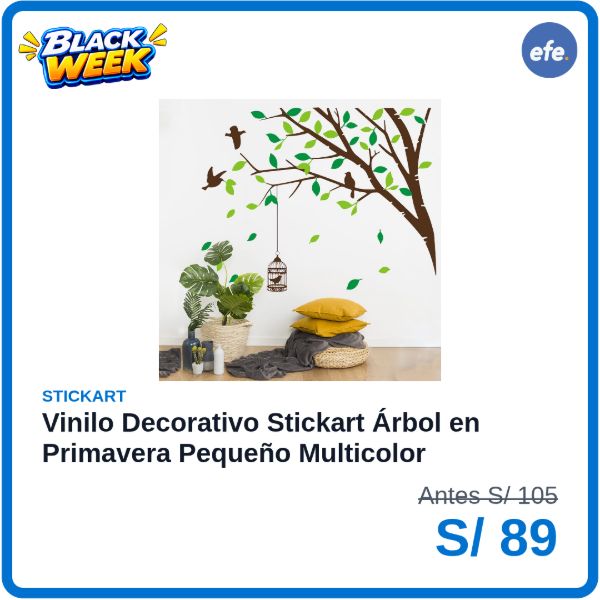 BLACK
WEEK
efe.
STICKART
Vinilo Decorativo Stickart Árbol en
Primavera Pequeño Multicolor
Antes S/ 105
S/ 89